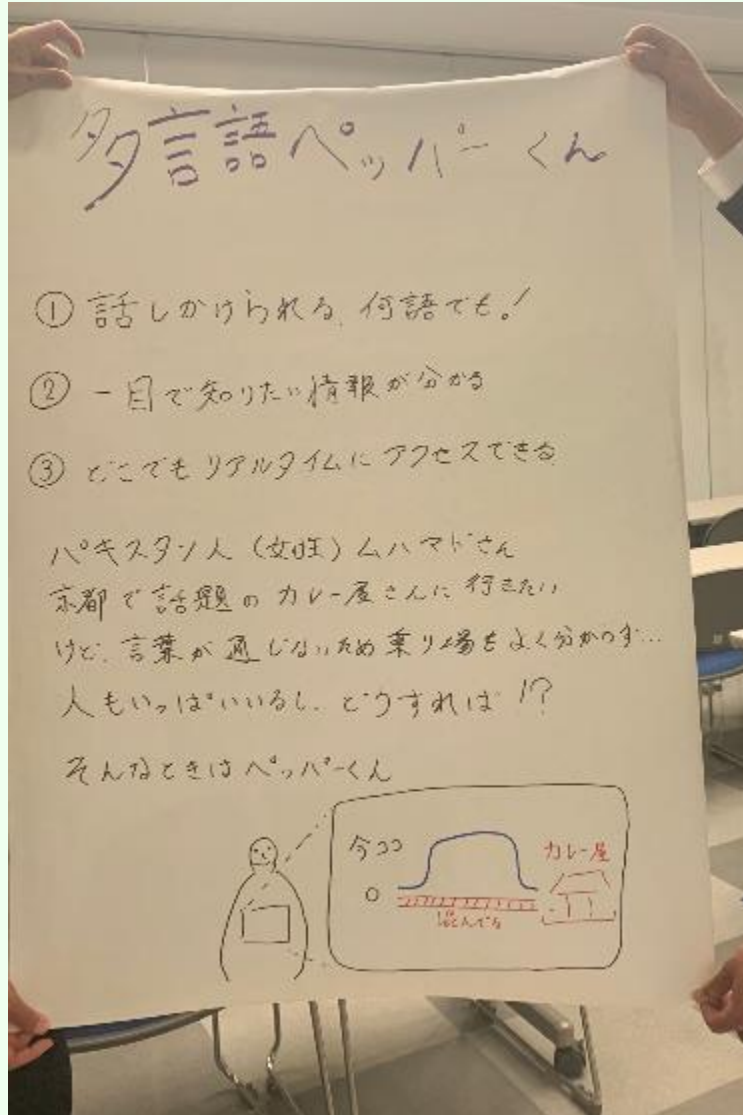 多言語ペッパーくん
① 話しかけられる、何語でも!
② 一目で知りたい情報が分かる
③ どこでもリアルタイムにアクセスできる
パキスタン人(女性)ムハマドさん
京都で話題のカレー屋さんに行きたい
けど、言葉が通じないため乗り場もよく分からず…
人もいっぱいいるし、どうすれば!?
そんなときはペッパーくん
今ココ
カレー屋
混んでる